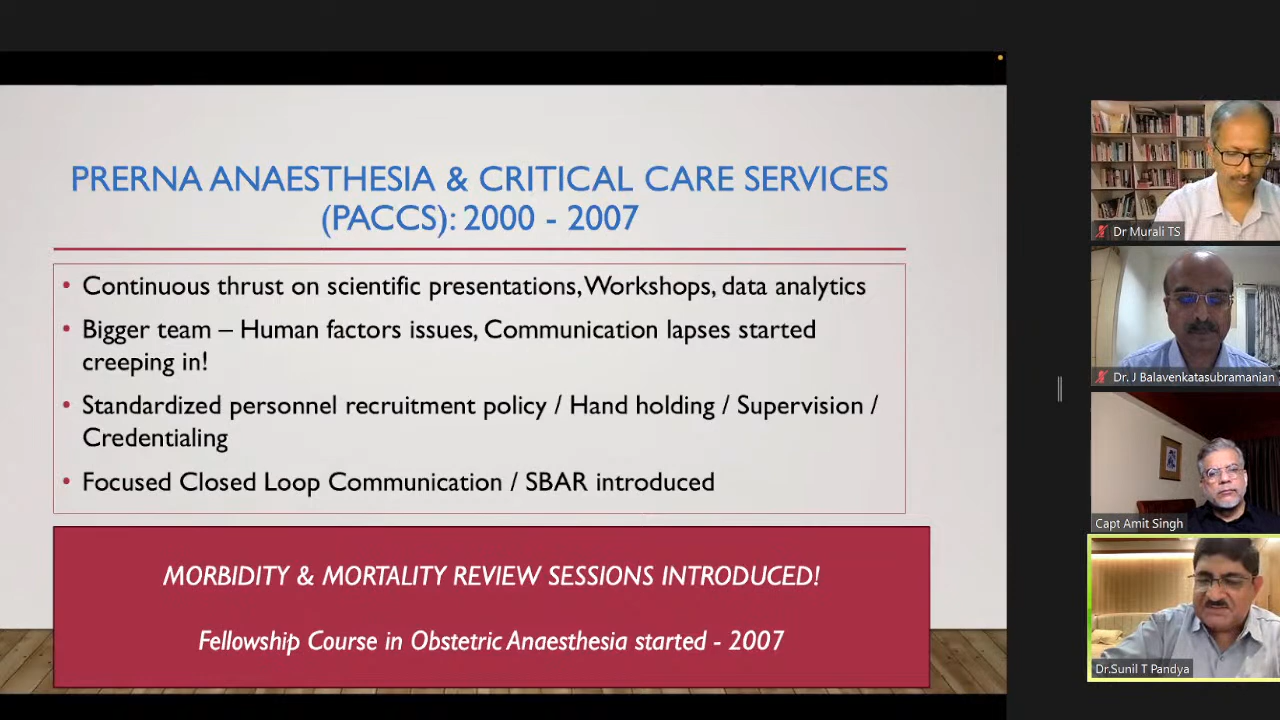 PRERNA ANAESTHESIA & CRITICAL CARE SERVICES
(PACCS): 2000 - 2007
• Continuous thrust on scientific presentations, Workshops, data analytics
• Bigger team – Human factors issues, Communication lapses started
creeping in!
• Standardized personnel recruitment policy / Hand holding / Supervision /
Credentialing
• Focused Closed Loop Communication / SBAR introduced
MORBIDITY & MORTALITY REVIEW SESSIONS INTRODUCED!
Fellowship Course in Obstetric Anaesthesia started - 2007
Dr Murali TS
Dr. J Balavenkatasubramanian
Capt Amit Singh
Dr.Sunil T Pandya